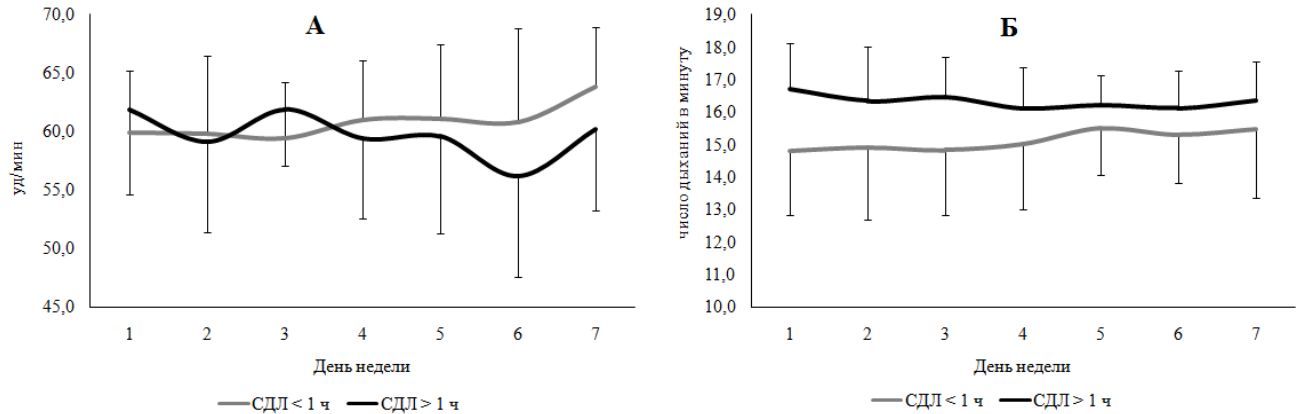 А
уд/мин
70,0
65,0
60,0
55,0
50,0
45,0
1 2 3 4 5 6 7
День недели
СДЛ < 1 ч СДЛ > 1 ч
Б
число дыханий в минуту
19,0
18,0
17,0
16,0
15,0
14,0
13,0
12,0
11,0
10,0
1 2 3 4 5 6 7
День недели
СДЛ < 1 ч СДЛ > 1 ч